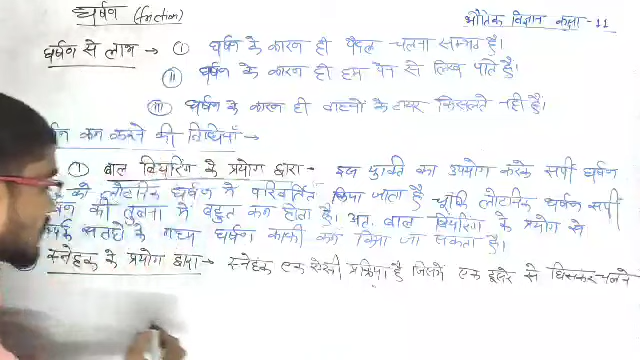 घर्षण (friction)
भौतिक विज्ञान कक्षा-11
घर्षण से लाभ → (I) घर्षण के कारण ही पैदल चलना सम्भव है।
(II) घर्षण के कारण ही हम पेन से लिख पाते हैं।
(III) घर्षण के कारण ही वाहनों के टायर फिसलते नहीं हैं।
कम करने की विधियाँ →
(1) बाल वियरिंग के प्रयोग द्वारा - इस युक्ति का उपयोग करके सर्पी घर्षण
को लोटनिक घर्षण में परिवर्तित किया जाता है चूंकि लोटनिक घर्षण सर्पी
की तुलना में बहुत कम होता है। अतः बाल वियरिंग के प्रयोग से
सतहों के मध्य घर्षण काफी कम किया जा सकता है।
स्नेहक के प्रयोग द्वारा → स्नेहक एक ऐसी प्रक्रिया है जिसमें एक दूसरे से घिसकर चलने